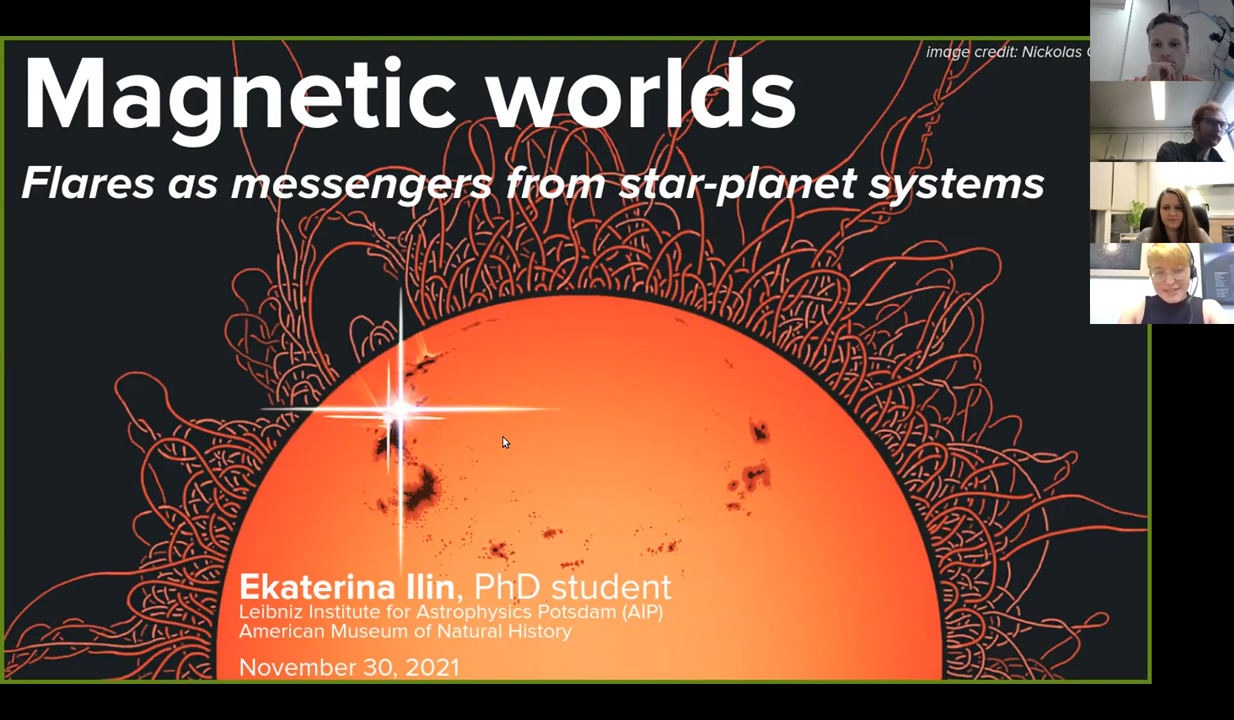 Magnetic worlds
image credit: Nickolas
Flares as messengers from star-planet systems
Ekaterina Ilin, PhD student
Leibniz Institute for Astrophysics Potsdam (AIP)
American Museum of Natural History
November 30, 2021